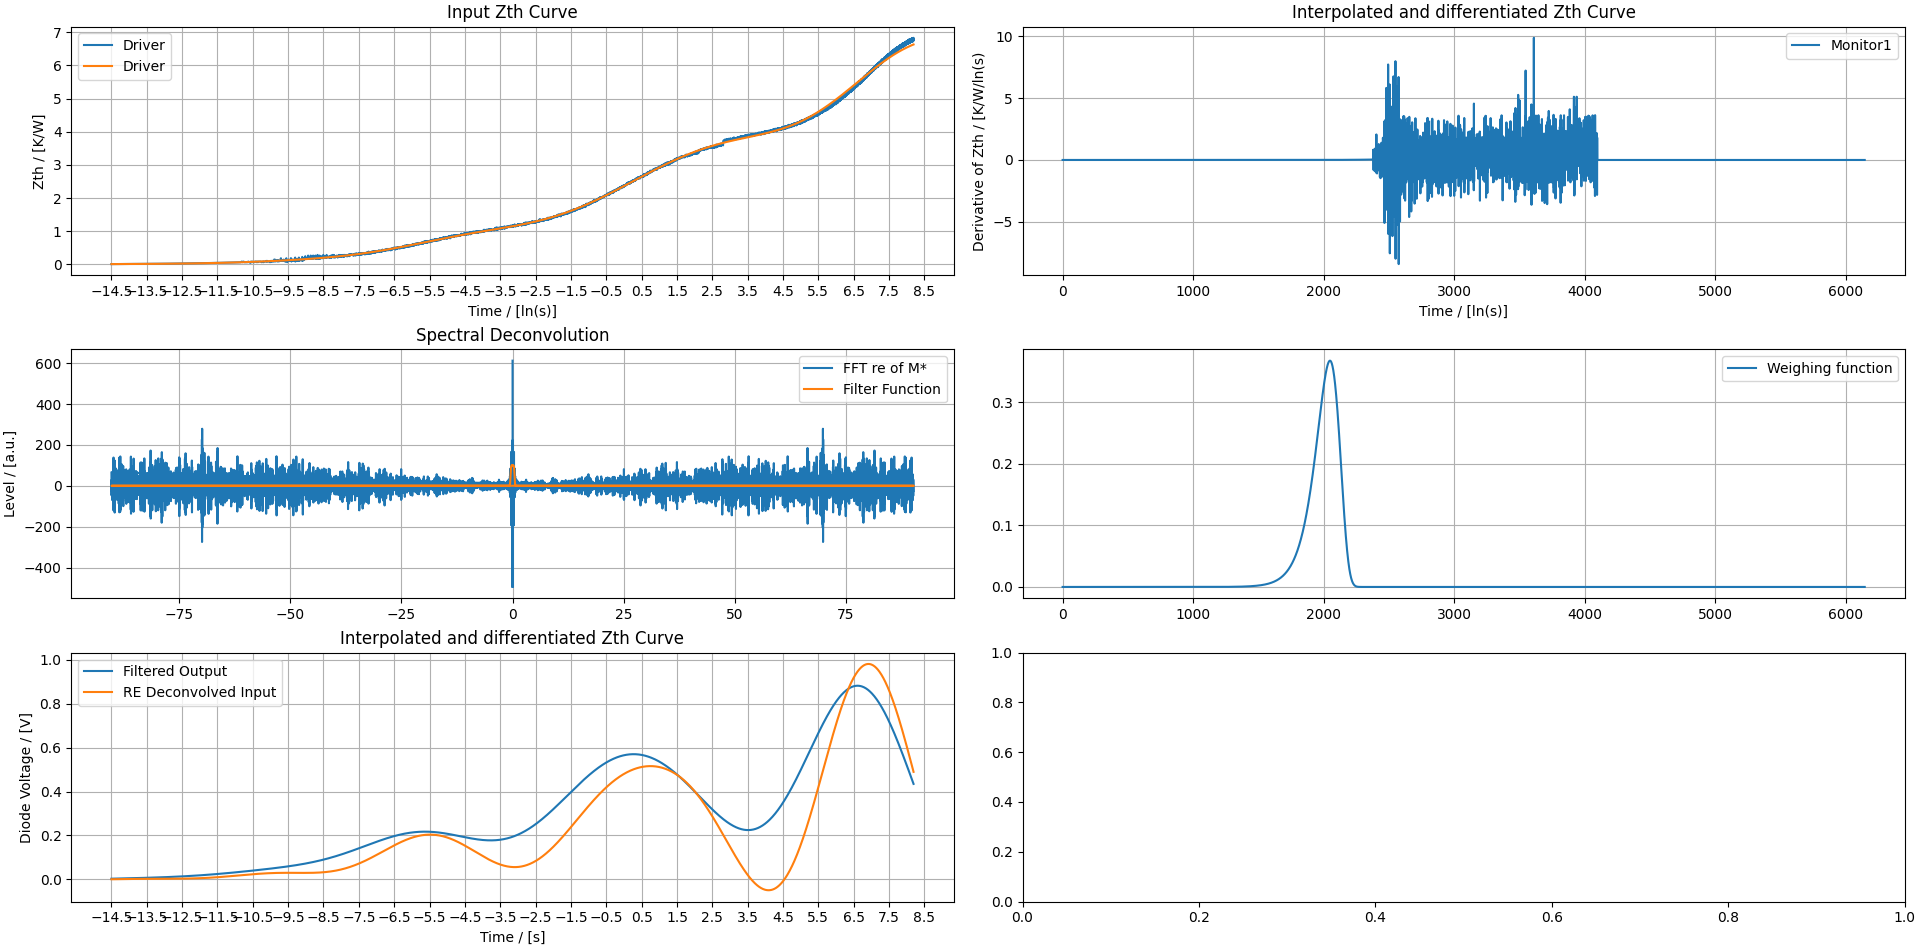 Input Zth Curve
Driver
Driver
7
6
5
4
3
2
1
0
Zth / [K/W]
−14.5 −13.5 −12.5 −11.5 −10.5 −9.5 −8.5 −7.5 −6.5 −5.5 −4.5 −3.5 −2.5 −1.5 −0.5 0.5 1.5 2.5 3.5 4.5 5.5 6.5 7.5 8.5
Time / [ln(s)]
Interpolated and differentiated Zth Curve
Monitor1
10
5
0
−5
Derivative of Zth / [K/W/ln(s)
0 1000 2000 3000 4000 5000 6000
Time / [ln(s)]
Spectral Deconvolution
FFT re of M*
Filter Function
600
400
200
0
−200
−400
Level / [a.u.]
−75 −50 −25 0 25 50 75
Weighing function
0.3
0.2
0.1
0.0
0 1000 2000 3000 4000 5000 6000
Interpolated and differentiated Zth Curve
Filtered Output
RE Deconvolved Input
1.0
0.8
0.6
0.4
0.2
0.0
Diode Voltage / [V]
−14.5 −13.5 −12.5 −11.5 −10.5 −9.5 −8.5 −7.5 −6.5 −5.5 −4.5 −3.5 −2.5 −1.5 −0.5 0.5 1.5 2.5 3.5 4.5 5.5 6.5 7.5 8.5
Time / [s]
1.0
0.8
0.6
0.4
0.2
0.0
0.0 0.2 0.4 0.6 0.8 1.0